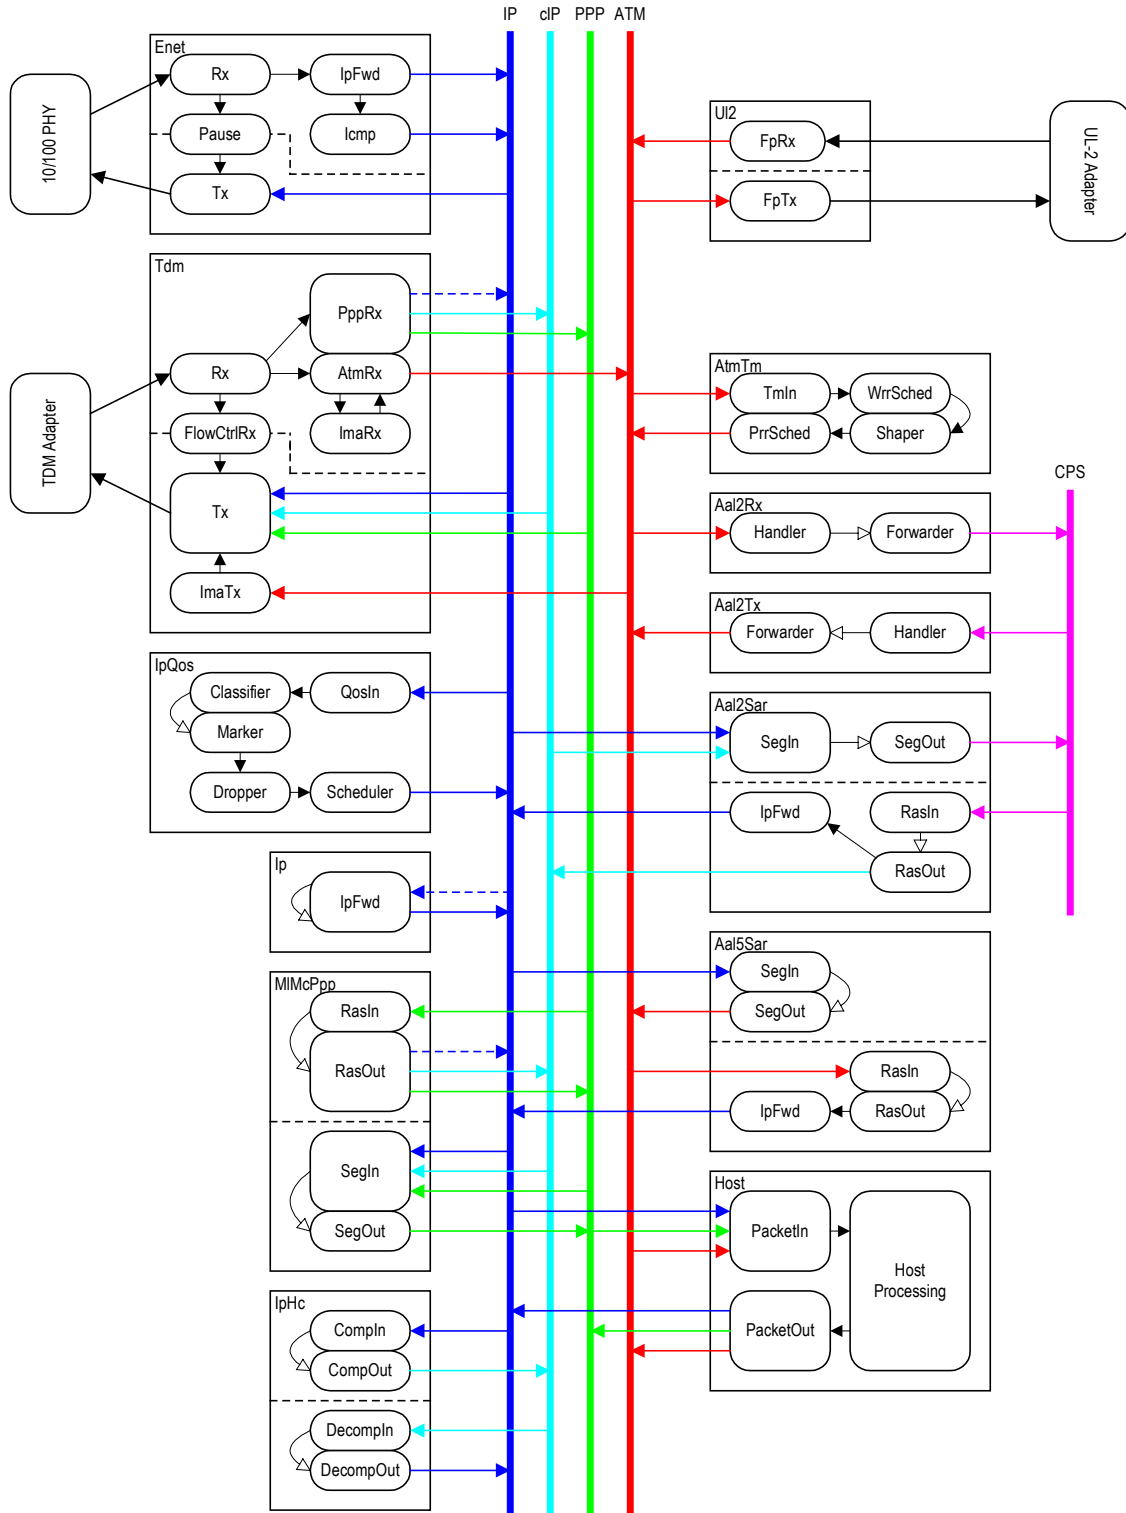 IP cIP PPP ATM
Enet
Rx
IpFwd
Pause
Icmp
Tx
10/100 PHY
Ul2
FpRx
FpTx
UL-2 Adapter
Tdm
PppRx
Rx
AtmRx
FlowCtrlRx
ImaRx
Tx
ImaTx
TDM Adapter
AtmTm
TmIn
WrrSched
PrrSched
Shaper
CPS
Aal2Rx
Handler
Forwarder
Aal2Tx
Forwarder
Handler
IpQos
Classifier
QosIn
Marker
Dropper
Scheduler
Aal2Sar
SegIn
SegOut
IpFwd
RasIn
RasOut
Ip
IpFwd
Aal5Sar
SegIn
SegOut
RasIn
IpFwd
RasOut
MlMcPpp
RasIn
RasOut
SegIn
SegOut
Host
PacketIn
Host
Processing
PacketOut
IpHc
CompIn
CompOut
DecompIn
DecompOut